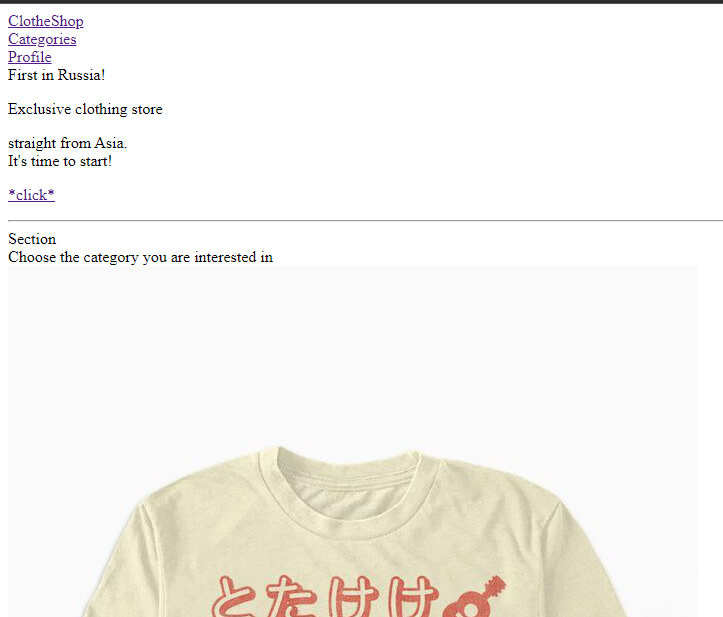 ClotheShop
Categories
Profile
First in Russia!
Exclusive clothing store
straight from Asia.
It's time to start!
*click*
Section
Choose the category you are interested in
とたけけ